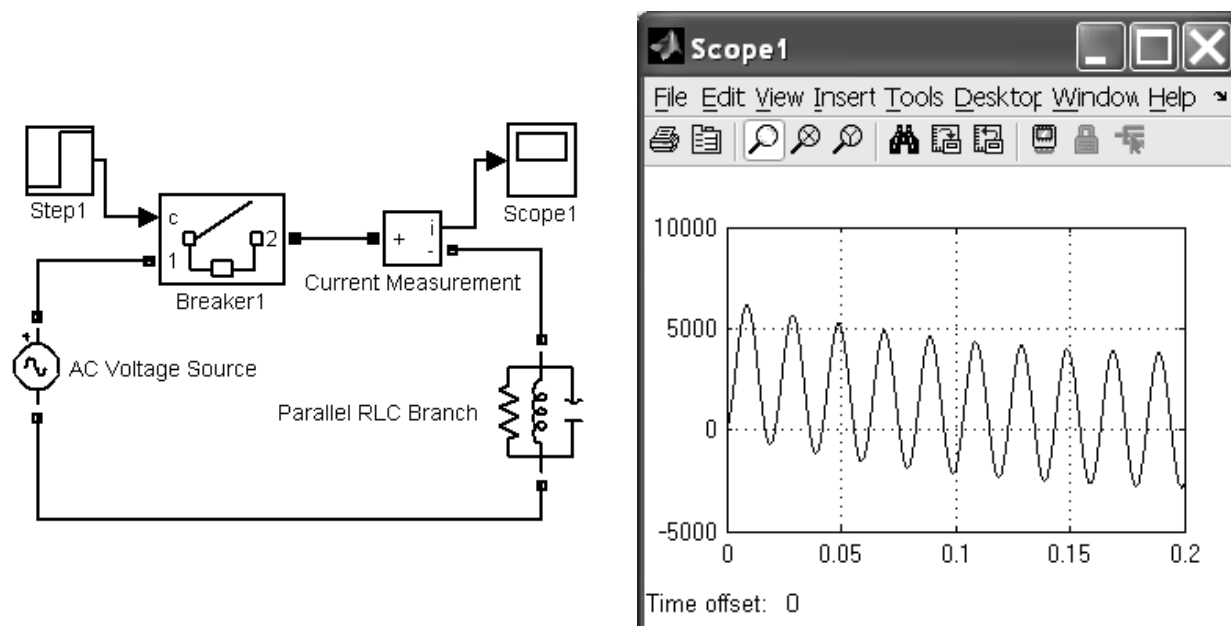 Step1
c
1
2
Breaker1
+
i
-
Current Measurement
Scope1
+
AC Voltage Source
Parallel RLC Branch
Scope1
File Edit View Insert Tools Desktop Window Help
10000
5000
0
-5000
0 0.05 0.1 0.15 0.2
Time offset: 0